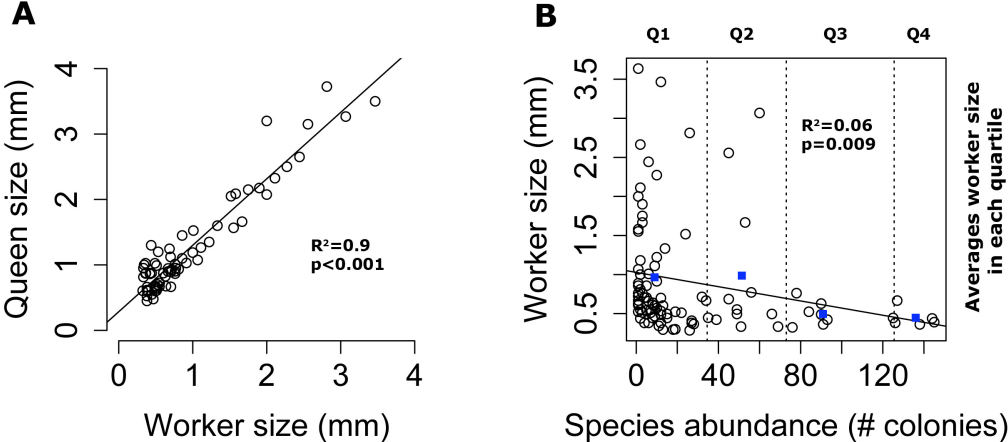 A
Queen size (mm)
4
3
2
1
0
R²=0.9
p<0.001
0 1 2 3 4
Worker size (mm)
B
Q1 Q2 Q3 Q4
Worker size (mm)
3.5
2.5
1.5
0.5
R²=0.06
p=0.009
0 40 80 120
Species abundance (# colonies)
Averages worker size
in each quartile